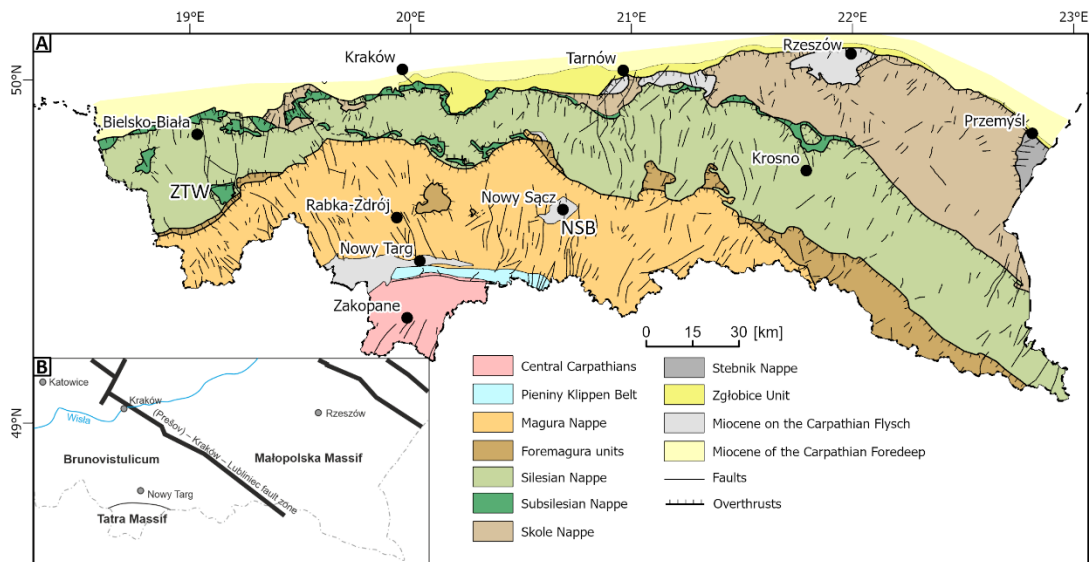 19°E 20°E 21°E 22°E 23°E
A
50°N
49°N
Kraków
Tarnów
Rzeszów
Bielsko-Biała
Przemyśl
Krosno
ZTW
Rabka-Zdrój
Nowy Sącz
NSB
Nowy Targ
Zakopane
0 15 30 [km]
B
Katowice
Kraków
Wisła
Rzeszów
(Prešov) – Kraków – Lubliniec fault zone
Brunovistulicum
Małopolska Massif
Nowy Targ
Tatra Massif
Central Carpathians
Pieniny Klippen Belt
Magura Nappe
Foremagura units
Silesian Nappe
Subsilesian Nappe
Skole Nappe
Stebnik Nappe
Zgłobice Unit
Miocene on the Carpathian Flysch
Miocene of the Carpathian Foredeep
Faults
Overthrusts